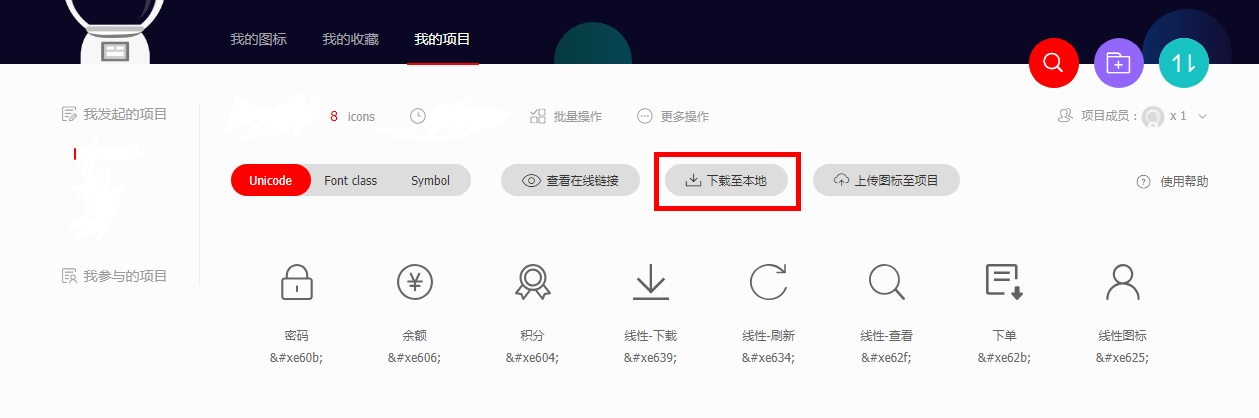 我的图标 我的收藏 我的项目
我发起的项目
8 icons 批量操作 更多操作 项目成员： x 1
Unicode Font class Symbol 查看在线链接 下载至本地 上传图标至项目 使用帮助
我参与的项目
密码 余额 积分 线性-下载 线性-刷新 线性-查看 下单 线性图标
&#xe60b; &#xe606; &#xe604; &#xe639; &#xe634; &#xe62f; &#xe62b; &#xe625;